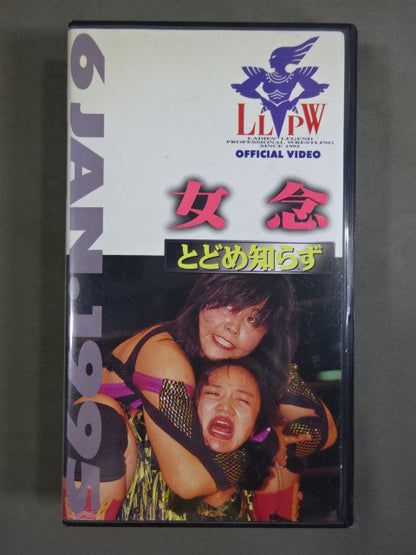 6 JAN.1995
LLPW
LADIES LEGEND
PROFESSIONAL WRESTLING
SINCE 1992
OFFICIAL VIDEO
女念
とどめ知らず